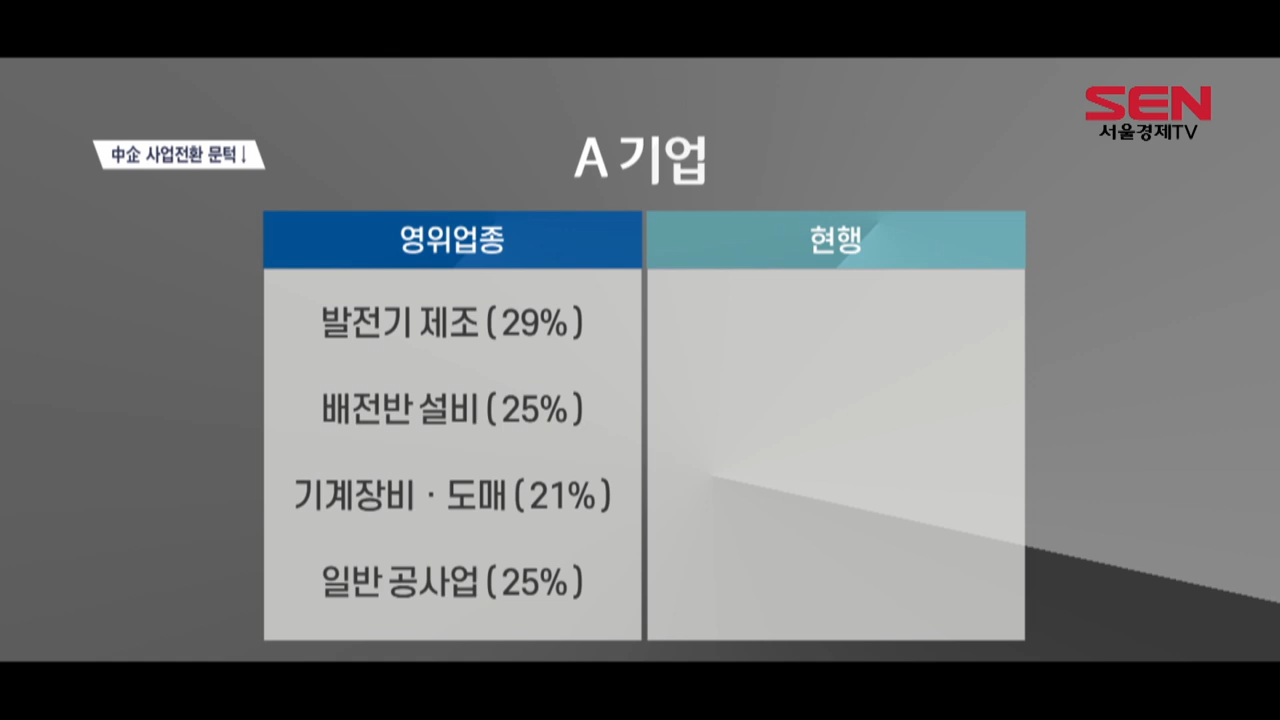 SEN
서울경제TV
中企 사업전환 문턱↓
A 기업
영위업종
현행
발전기 제조 (29%)
배전반 설비 (25%)
기계장비 · 도매 (21%)
일반 공사업 (25%)